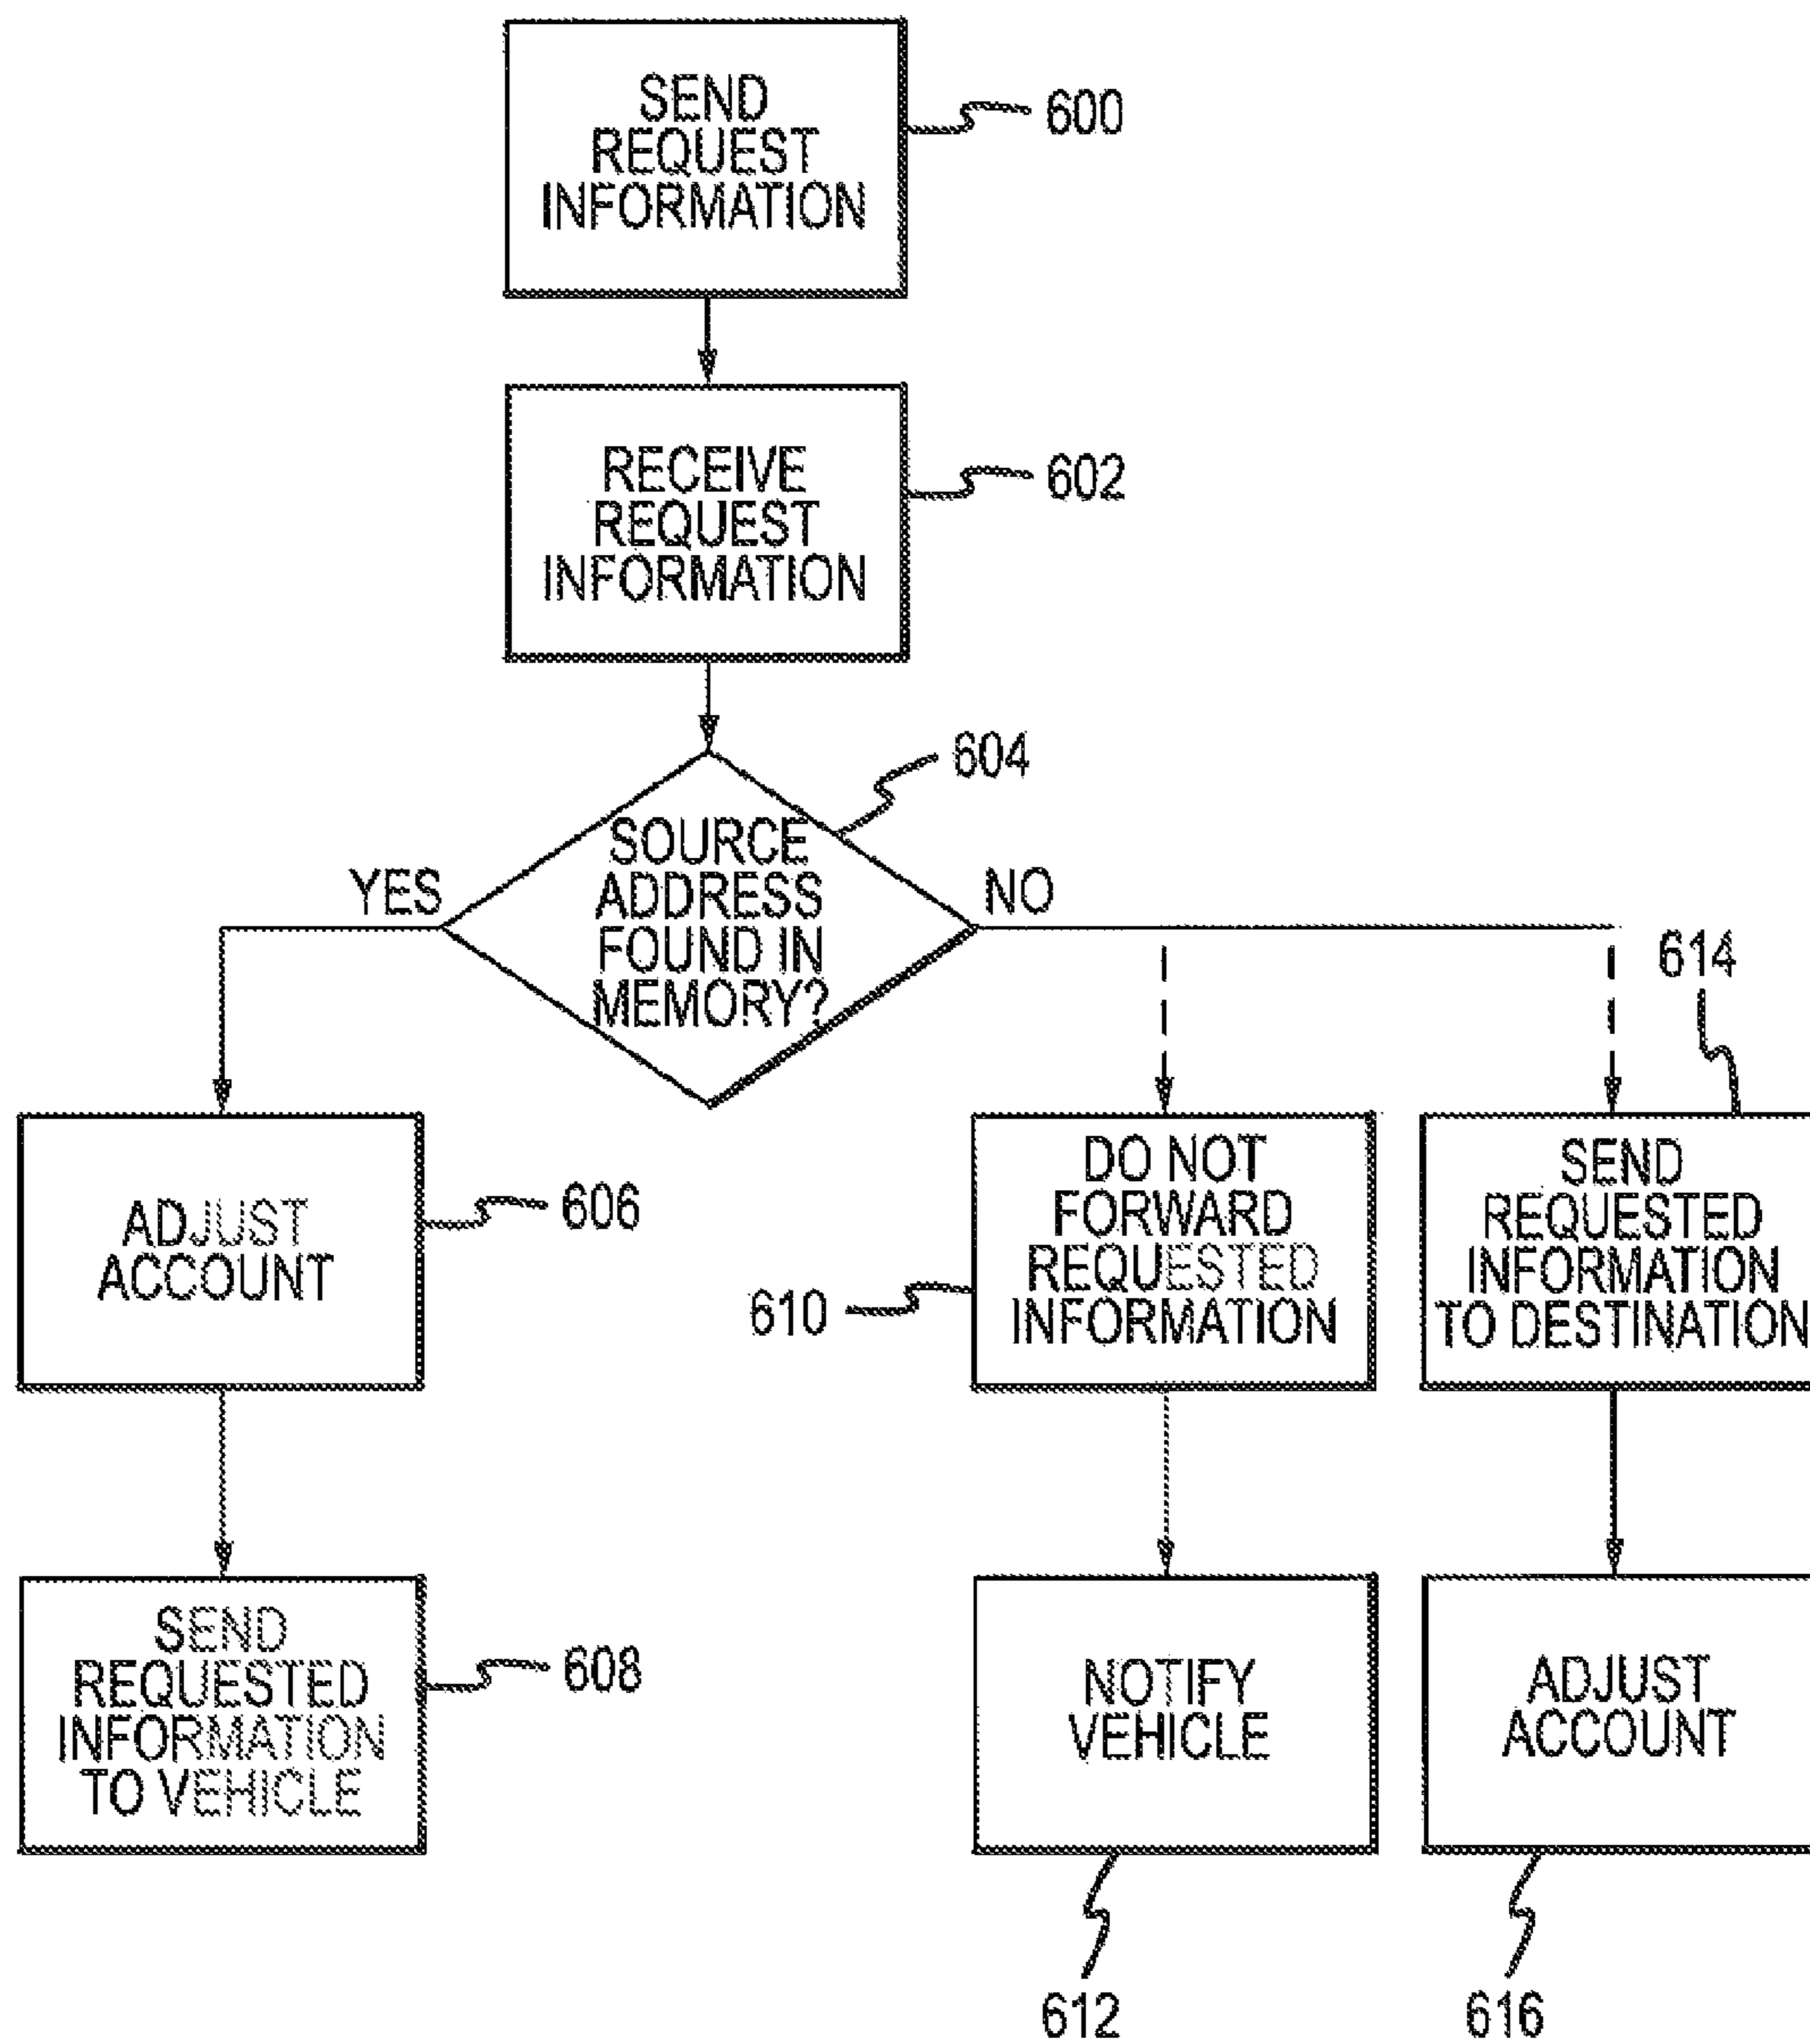 SEND
REQUEST
INFORMATION
600
RECEIVE
REQUEST
INFORMATION
602
604
SOURCE
ADDRESS
FOUND IN
MEMORY?
YES
NO
614
ADJUST
ACCOUNT
606
DO NOT
FORWARD
REQUESTED
INFORMATION
610
SEND
REQUESTED
INFORMATION
TO DESTINATION
SEND
REQUESTED
INFORMATION
TO VEHICLE
608
NOTIFY
VEHICLE
ADJUST
ACCOUNT
612
616